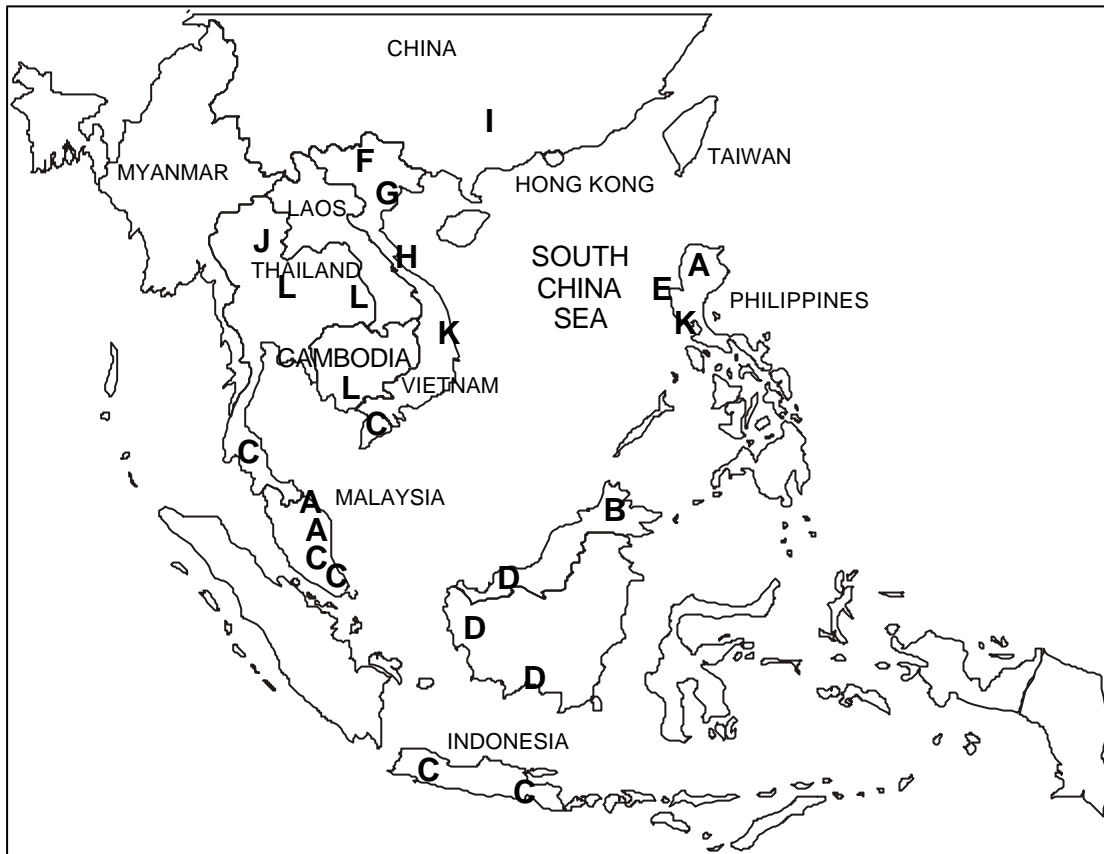 CHINA
I
F
TAIWAN
MYANMAR
HONG KONG
G
LAOS
J
H
SOUTH
CHINA
SEA
A
THAILAND
L
L
E
PHILIPPINES
K
K
CAMBODIA
L
VIETNAM
C
C
A
MALAYSIA
B
A
C
C
D
D
D
INDONESIA
C
C